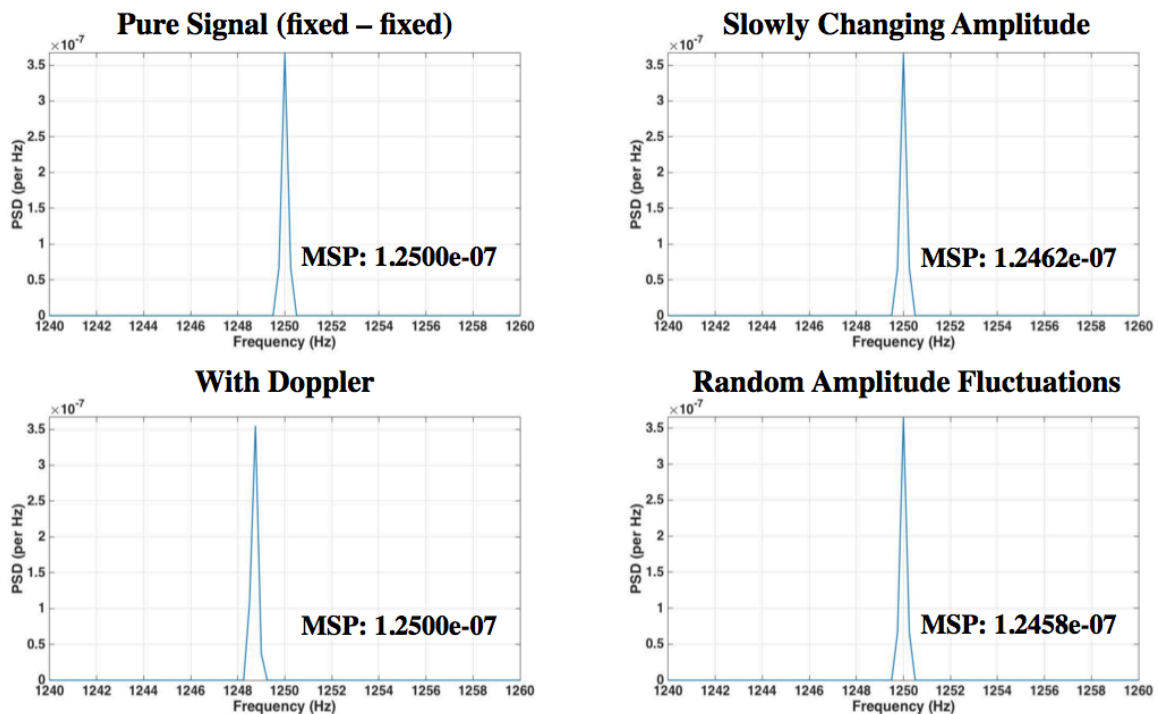 Pure Signal (fixed – fixed)
×10-7
3.5
3
2.5
2
1.5
1
0.5
0
PSD (per Hz)
MSP: 1.2500e-07
1240 1242 1244 1246 1248 1250 1252 1254 1256 1258 1260
Frequency (Hz)
Slowly Changing Amplitude
×10-7
3.5
3
2.5
2
1.5
1
0.5
0
PSD (per Hz)
MSP: 1.2462e-07
1240 1242 1244 1246 1248 1250 1252 1254 1256 1258 1260
Frequency (Hz)
With Doppler
×10-7
3.5
3
2.5
2
1.5
1
0.5
0
PSD (per Hz)
MSP: 1.2500e-07
1240 1242 1244 1246 1248 1250 1252 1254 1256 1258 1260
Frequency (Hz)
Random Amplitude Fluctuations
×10-7
3.5
3
2.5
2
1.5
1
0.5
0
PSD (per Hz)
MSP: 1.2458e-07
1240 1242 1244 1246 1248 1250 1252 1254 1256 1258 1260
Frequency (Hz)